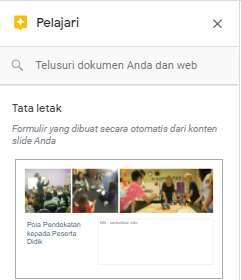 Pelajari
Telusuri dokumen Anda dan web
Tata letak
Formulir yang dibuat secara otomatis dari konten
slide Anda
Pola Pendekatan
kepada Peserta
Didik